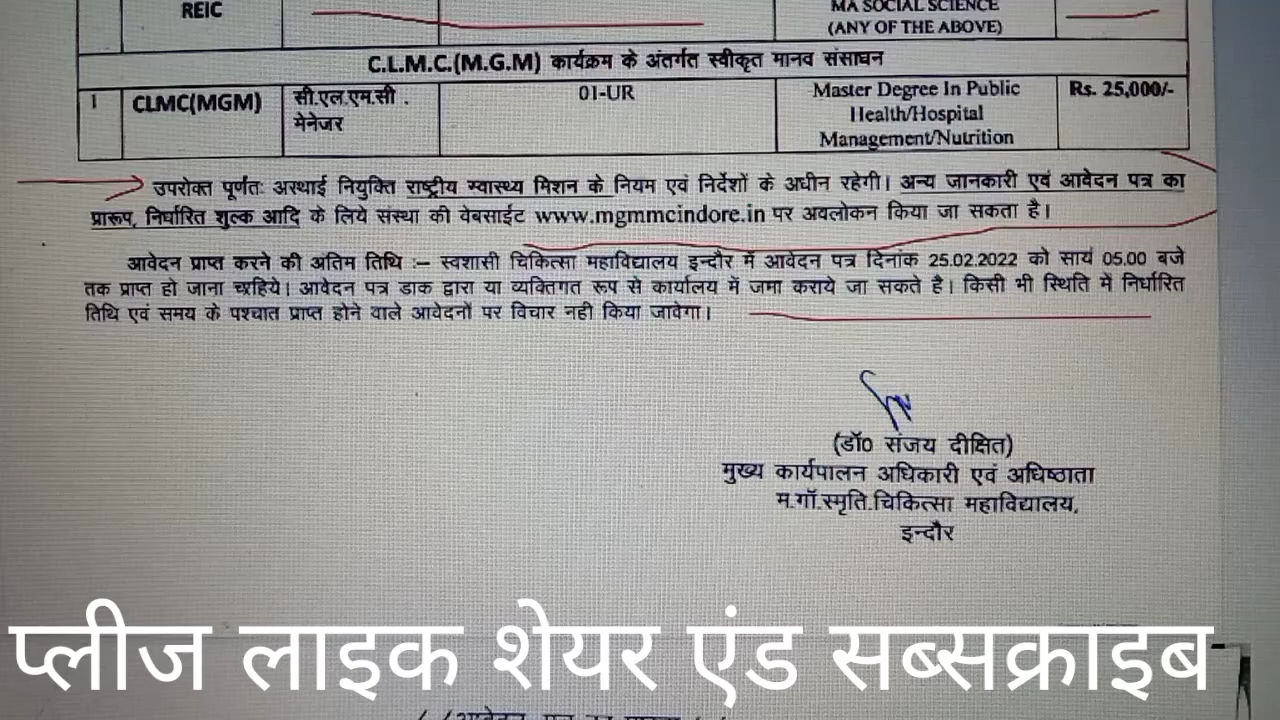 REIC
MA SOCIAL SCIENCE
(ANY OF THE ABOVE)
C.L.M.C.(M.G.M) कार्यक्रम के अंतर्गत स्वीकृत मानव संसाधन
1 CLMC(MGM) सी.एल.एम.सी. मेनेजर 01-UR Master Degree In Public Health/Hospital Management/Nutrition Rs. 25,000/-
उपरोक्त पूर्णतः अस्थाई नियुक्ति राष्ट्रीय स्वास्थ्य मिशन के नियम एवं निर्देशों के अधीन रहेगी। अन्य जानकारी एवं आवेदन पत्र का
प्रारूप, निर्धारित शुल्क आदि के लिये संस्था की वेबसाईट www.mgmmcindore.in पर अवलोकन किया जा सकता है।
आवेदन प्राप्त करने की अतिम तिथि :– स्वशासी चिकित्सा महाविद्यालय इन्दौर में आवेदन पत्र दिनांक 25.02.2022 को सायं 05.00 बजे
तक प्राप्त हो जाना चाहिये। आवेदन पत्र डाक द्वारा या व्यक्तिगत रूप से कार्यालय में जमा कराये जा सकते है। किसी भी स्थिति में निर्धारित
तिथि एवं समय के पश्चात प्राप्त होने वाले आवेदनों पर विचार नही किया जावेगा।
(डॉ0 संजय दीक्षित)
मुख्य कार्यपालन अधिकारी एवं अधिष्ठाता
म.गॉ.स्मृति.चिकित्सा महाविद्यालय,
इन्दौर
प्लीज लाइक शेयर एंड सब्सक्राइब